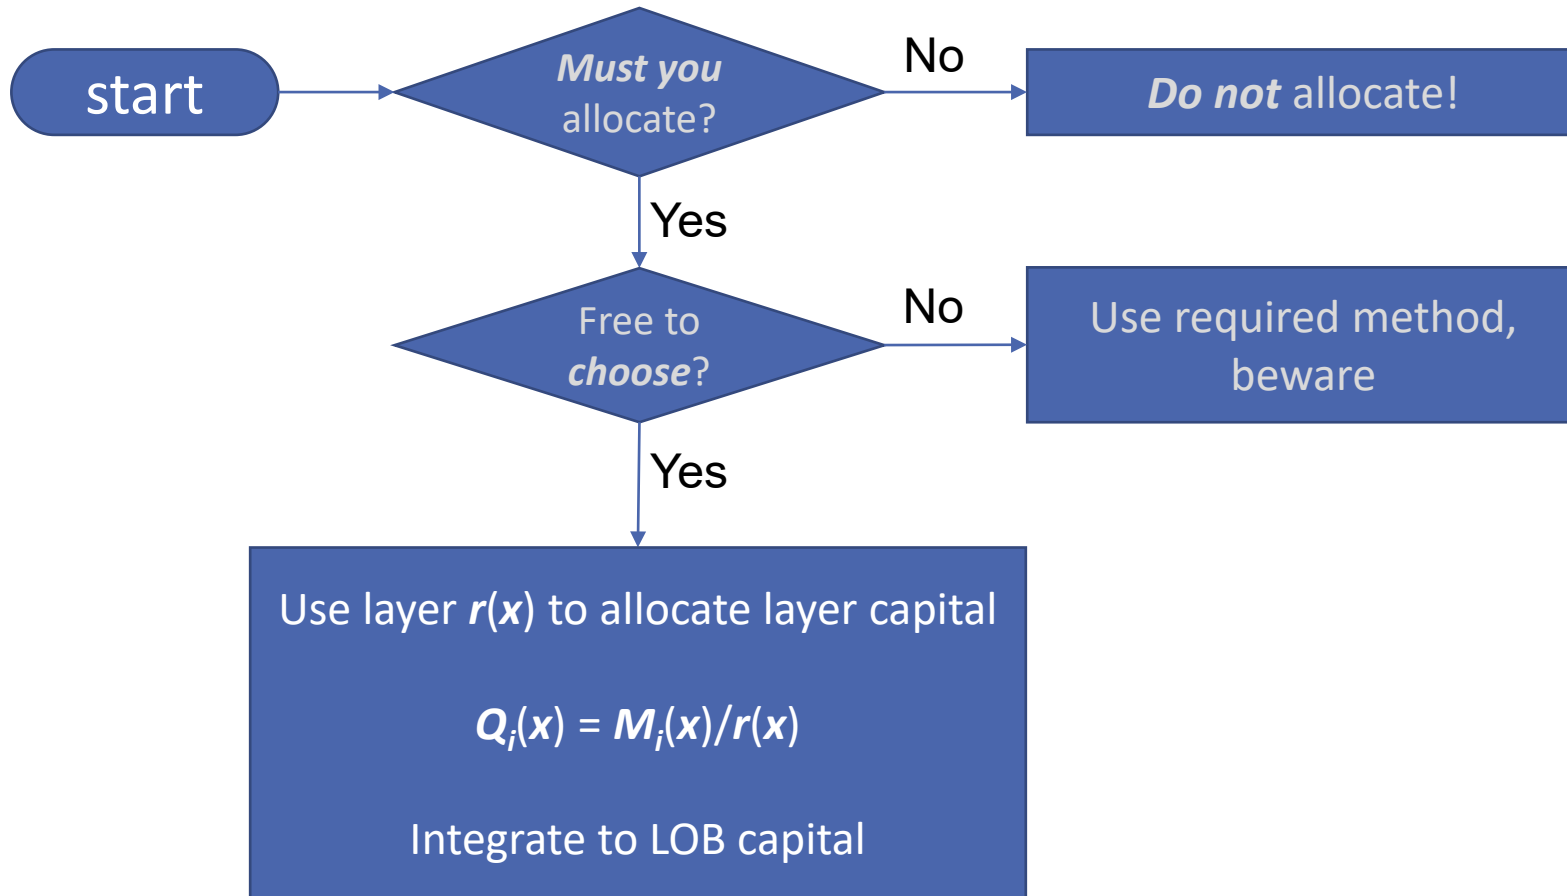 start
Must you
allocate?
No
Do not allocate!
Yes
Free to
choose?
No
Use required method,
beware
Yes
Use layer r(x) to allocate layer capital
Qi(x) = Mi(x)/r(x)
Integrate to LOB capital